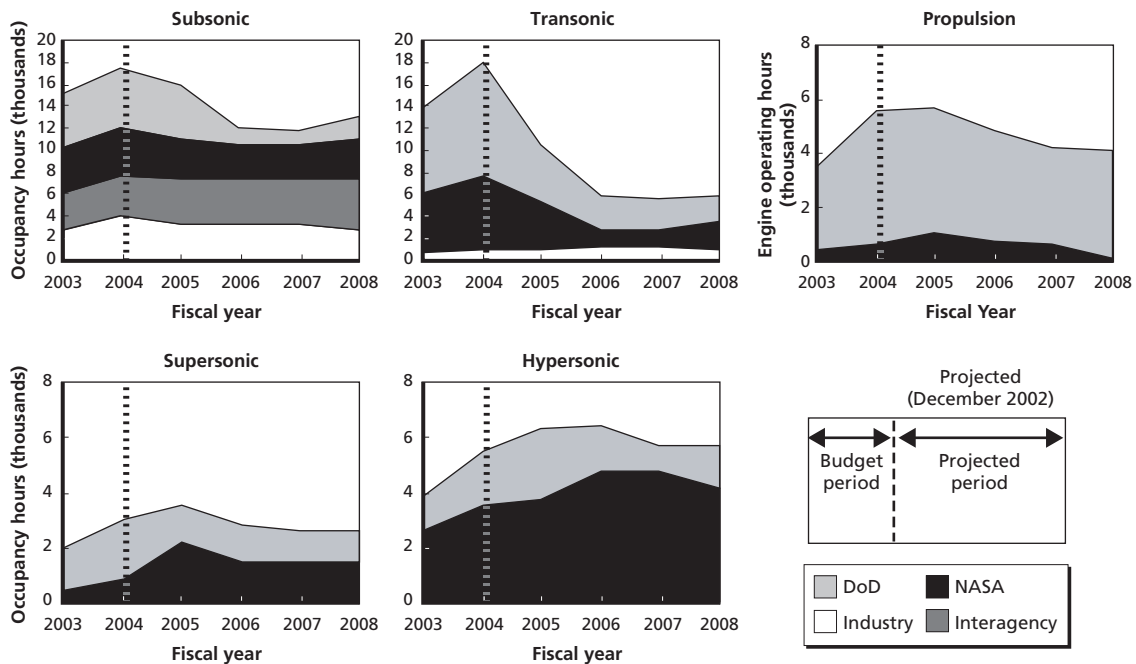 Subsonic
Occupancy hours (thousands)
20
18
16
14
12
10
8
6
4
2
0
2003 2004 2005 2006 2007 2008
Fiscal year
Transonic
Occupancy hours (thousands)
20
18
16
14
12
10
8
6
4
2
0
2003 2004 2005 2006 2007 2008
Fiscal year
Propulsion
Engine operating hours
(thousands)
8
6
4
2
0
2003 2004 2005 2006 2007 2008
Fiscal Year
Supersonic
Occupancy hours (thousands)
8
6
4
2
0
2003 2004 2005 2006 2007 2008
Fiscal year
Hypersonic
8
6
4
2
0
2003 2004 2005 2006 2007 2008
Fiscal year
Projected
(December 2002)
Budget
period
Projected
period
DoD
NASA
Industry
Interagency